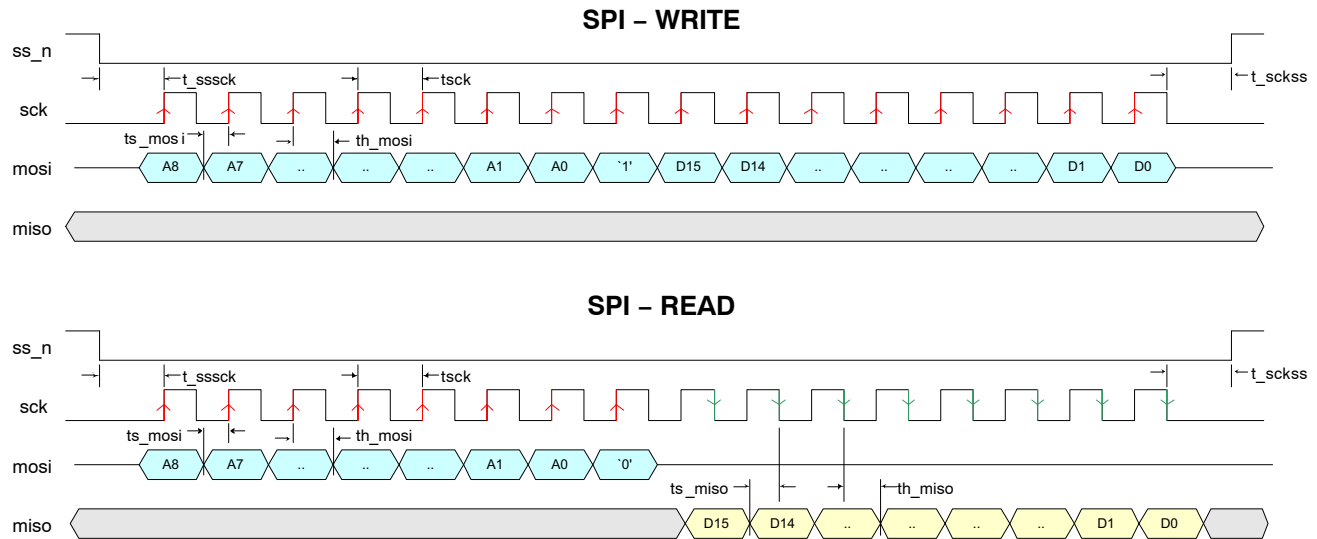 SPI – WRITE
ss_n
t_sssck
tsck
t_sckss
sck
ts_mosi
th_mosi
mosi
A8 A7 .. .. .. A1 A0 `1' D15 D14 .. .. .. .. D1 D0
miso
SPI – READ
ss_n
t_sssck
tsck
t_sckss
sck
ts_mosi
th_mosi
mosi
A8 A7 .. .. .. A1 A0 `0'
ts_miso
th_miso
miso
D15 D14 .. .. .. .. D1 D0